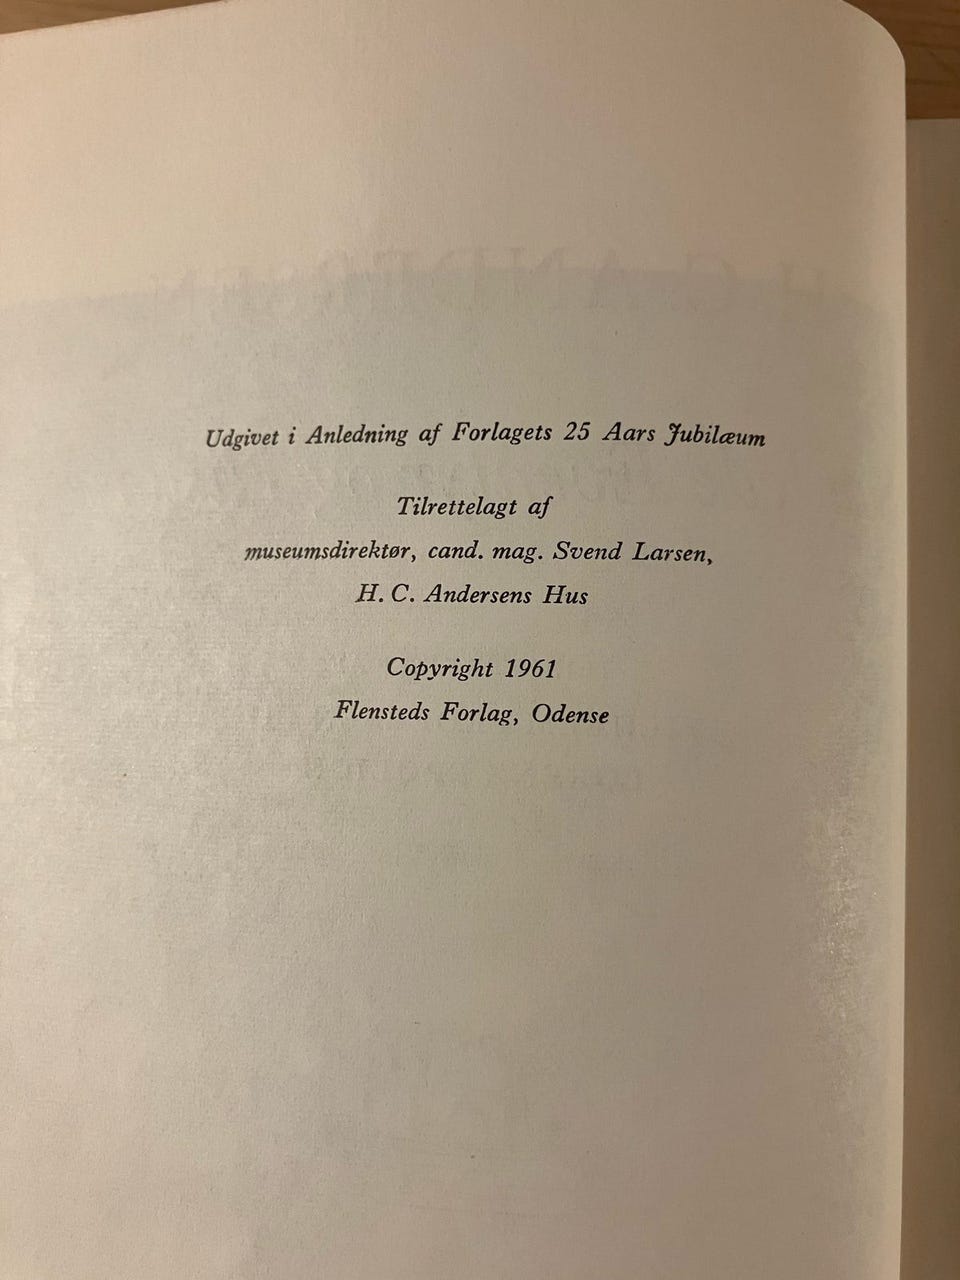 Udgivet i Anledning af Forlagets 25 Aars Jubilæum
Tilrettelagt af
museumsdirektør, cand. mag. Svend Larsen,
H. C. Andersens Hus
Copyright 1961
Flensteds Forlag, Odense